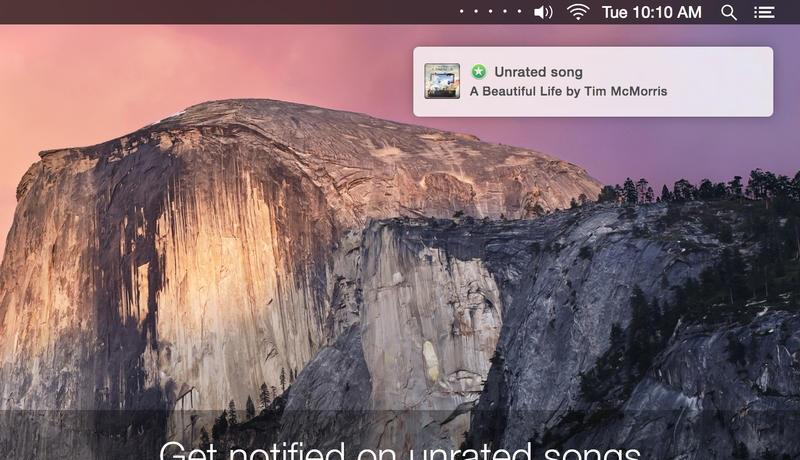 Tue 10:10 AM
Unrated song
A Beautiful Life by Tim McMorris
Get notified on unrated songs